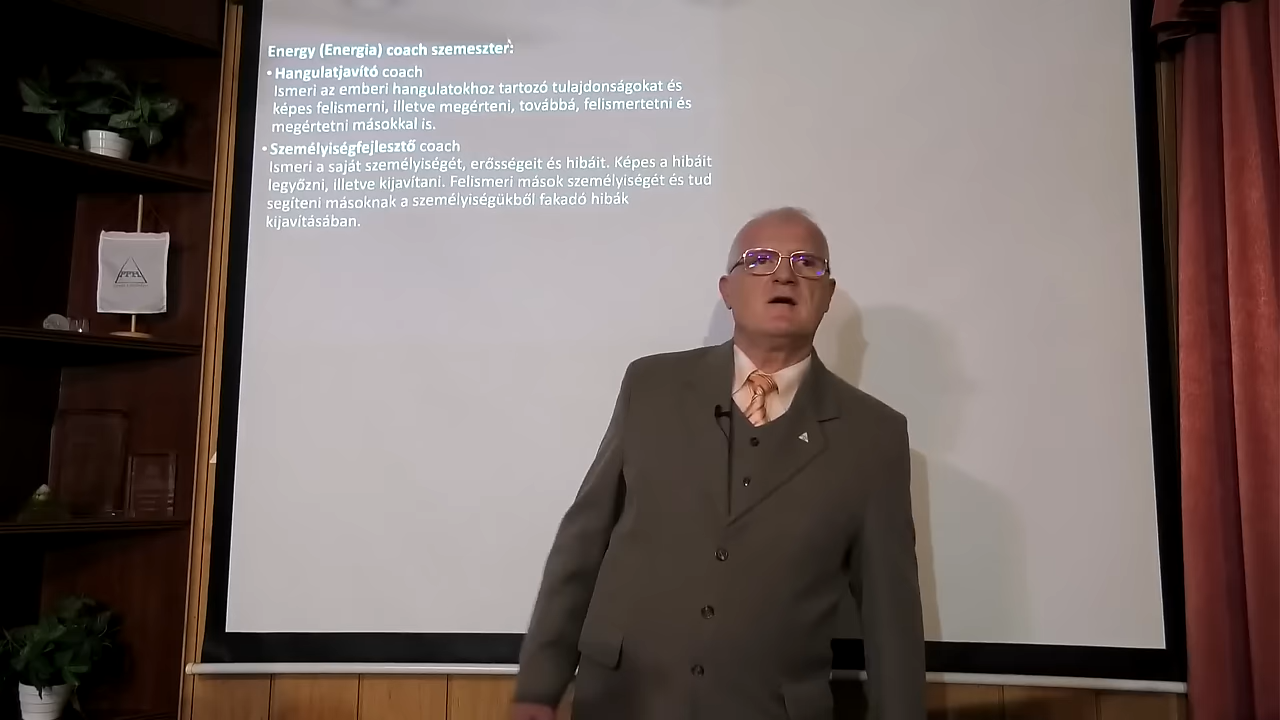 Energy (Energia) coach szemeszter:
• Hangulatjavító coach
Ismeri az emberi hangulatokhoz tartozó tulajdonságokat és
képes felismerni, illetve megérteni, továbbá, felismertetni és
megértetni másokkal is.
• Személyiségfejlesztő coach
Ismeri a saját személyiségét, erősségeit és hibáit. Képes a hibáit
legyőzni, illetve kijavítani. Felismeri mások személyiségét és tud
segíteni másoknak a személyiségükből fakadó hibák
kijavításában.